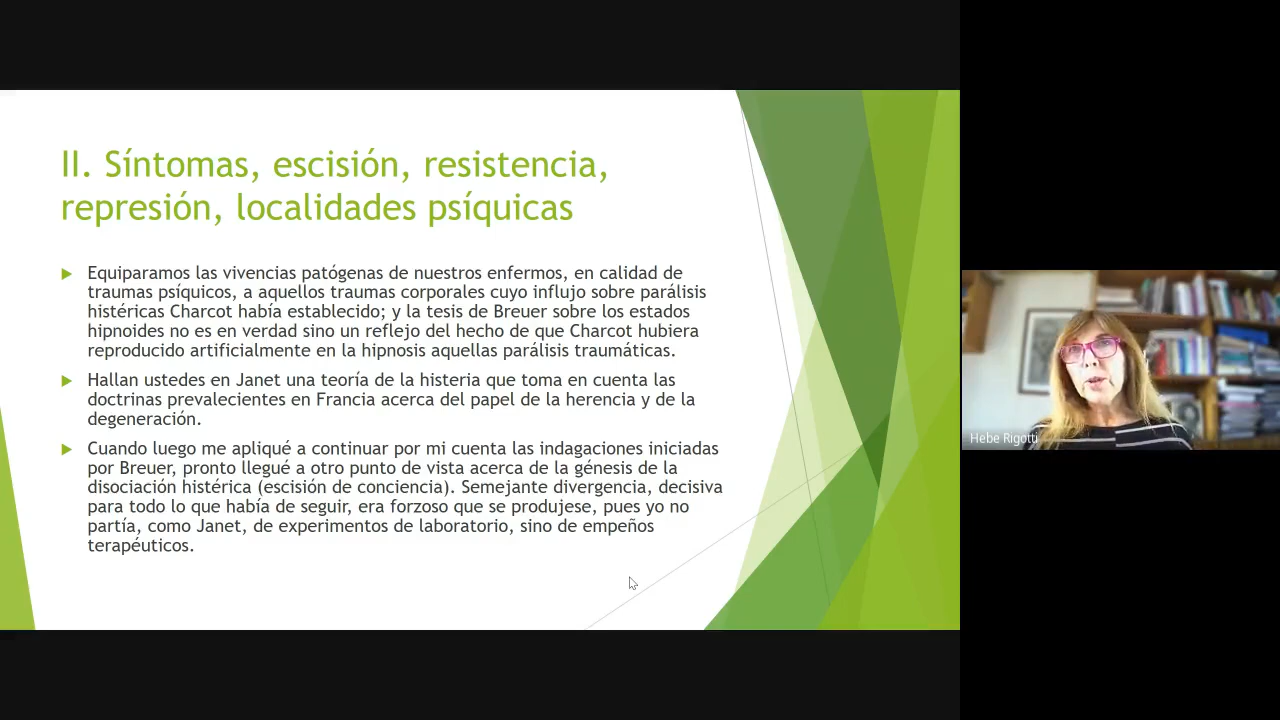 II. Síntomas, escisión, resistencia,
represión, localidades psíquicas
Equiparamos las vivencias patógenas de nuestros enfermos, en calidad de
traumas psíquicos, a aquellos traumas corporales cuyo influjo sobre parálisis
histéricas Charcot había establecido; y la tesis de Breuer sobre los estados
hipnoides no es en verdad sino un reflejo del hecho de que Charcot hubiera
reproducido artificialmente en la hipnosis aquellas parálisis traumáticas.
Hallan ustedes en Janet una teoría de la histeria que toma en cuenta las
doctrinas prevalecientes en Francia acerca del papel de la herencia y de la
degeneración.
Cuando luego me apliqué a continuar por mi cuenta las indagaciones iniciadas
por Breuer, pronto llegué a otro punto de vista acerca de la génesis de la
disociación histérica (escisión de conciencia). Semejante divergencia, decisiva
para todo lo que había de seguir, era forzoso que se produjese, pues yo no
partía, como Janet, de experimentos de laboratorio, sino de empeños
terapéuticos.
Hebe Rigotti